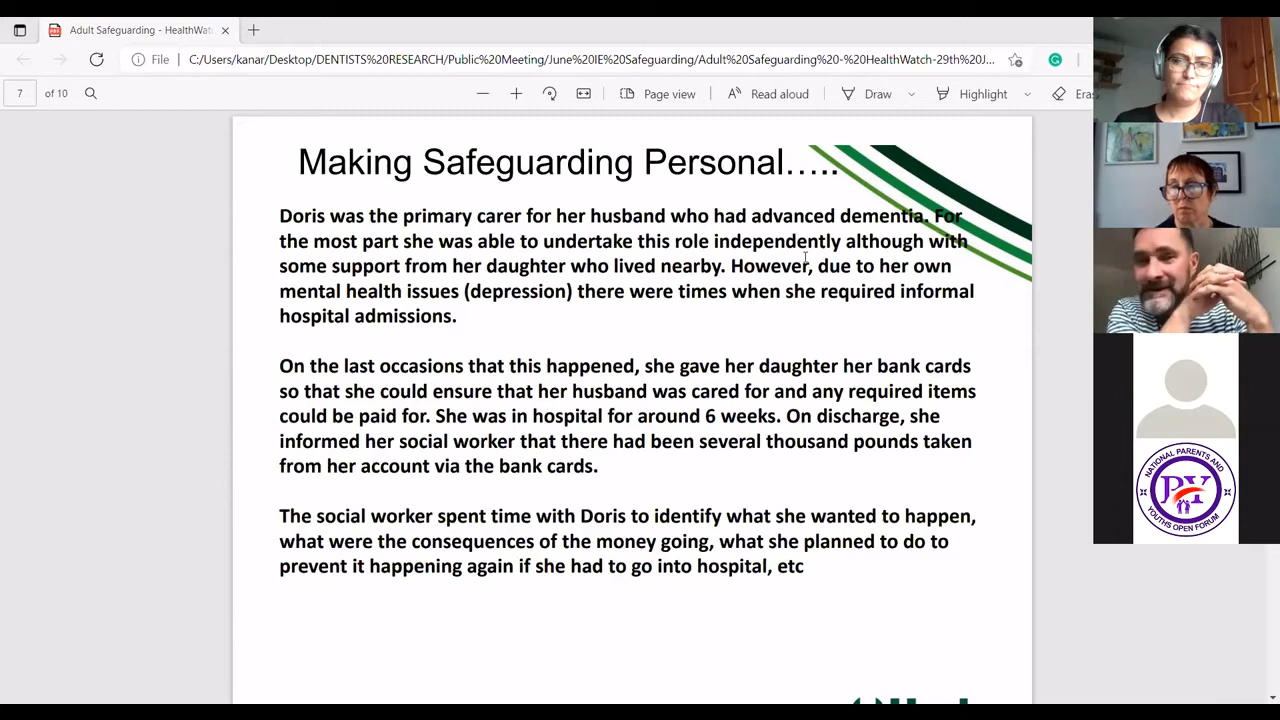 Adult Safeguarding - HealthWat
File
C:/Users/kanar/Desktop/DENTISTS%20RESEARCH/Public%20Meeting/June%20IE%20Safeguarding/Adult%20Safeguarding%20-%20HealthWatch-29th%20J...
7 of 10
Page view
Read aloud
Draw
Highlight
Eras
Making Safeguarding Personal…..
Doris was the primary carer for her husband who had advanced dementia. For
the most part she was able to undertake this role independently although with
some support from her daughter who lived nearby. However, due to her own
mental health issues (depression) there were times when she required informal
hospital admissions.
On the last occasions that this happened, she gave her daughter her bank cards
so that she could ensure that her husband was cared for and any required items
could be paid for. She was in hospital for around 6 weeks. On discharge, she
informed her social worker that there had been several thousand pounds taken
from her account via the bank cards.
The social worker spent time with Doris to identify what she wanted to happen,
what were the consequences of the money going, what she planned to do to
prevent it happening again if she had to go into hospital, etc
NATIONAL PARENTS AND
PY
YOUTHS OPEN FORUM